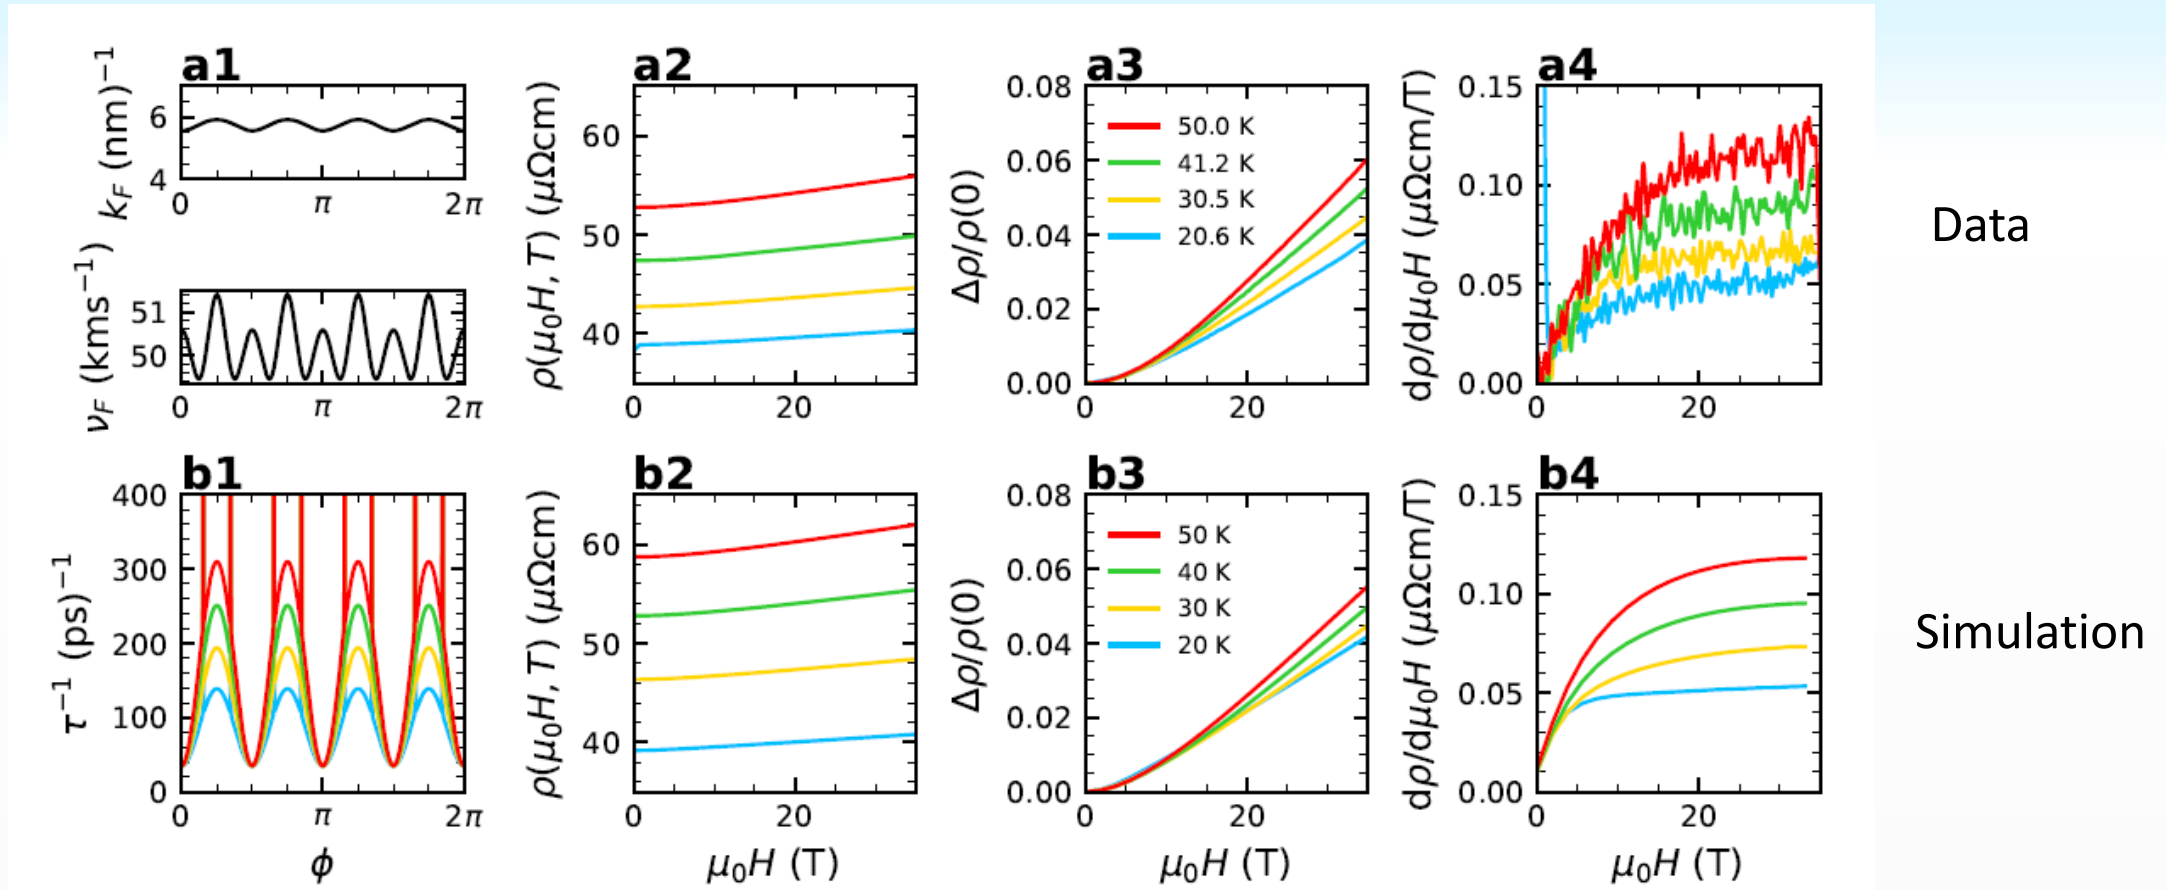 a1
k_F (nm)⁻¹
6
4
0 π 2π
ν_F (kms⁻¹)
51
50
0 π 2π
a2
ρ(μ₀H, T) (μΩcm)
60
50
40
0 20
a3
Δρ/ρ(0)
0.08
0.06
0.04
0.02
0.00
50.0 K
41.2 K
30.5 K
20.6 K
0 20
a4
dρ/dμ₀H (μΩcm/T)
0.15
0.10
0.05
0.00
0 20
Data
b1
τ⁻¹ (ps)⁻¹
400
300
200
100
0
0 π 2π
ϕ
b2
ρ(μ₀H, T) (μΩcm)
60
50
40
0 20
μ₀H (T)
b3
Δρ/ρ(0)
0.08
0.06
0.04
0.02
0.00
50 K
40 K
30 K
20 K
0 20
μ₀H (T)
b4
dρ/dμ₀H (μΩcm/T)
0.15
0.10
0.05
0.00
0 20
μ₀H (T)
Simulation